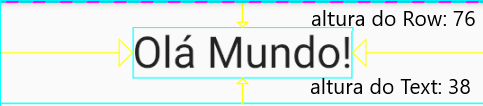 altura do Row: 76
Olá Mundo!
altura do Text: 38